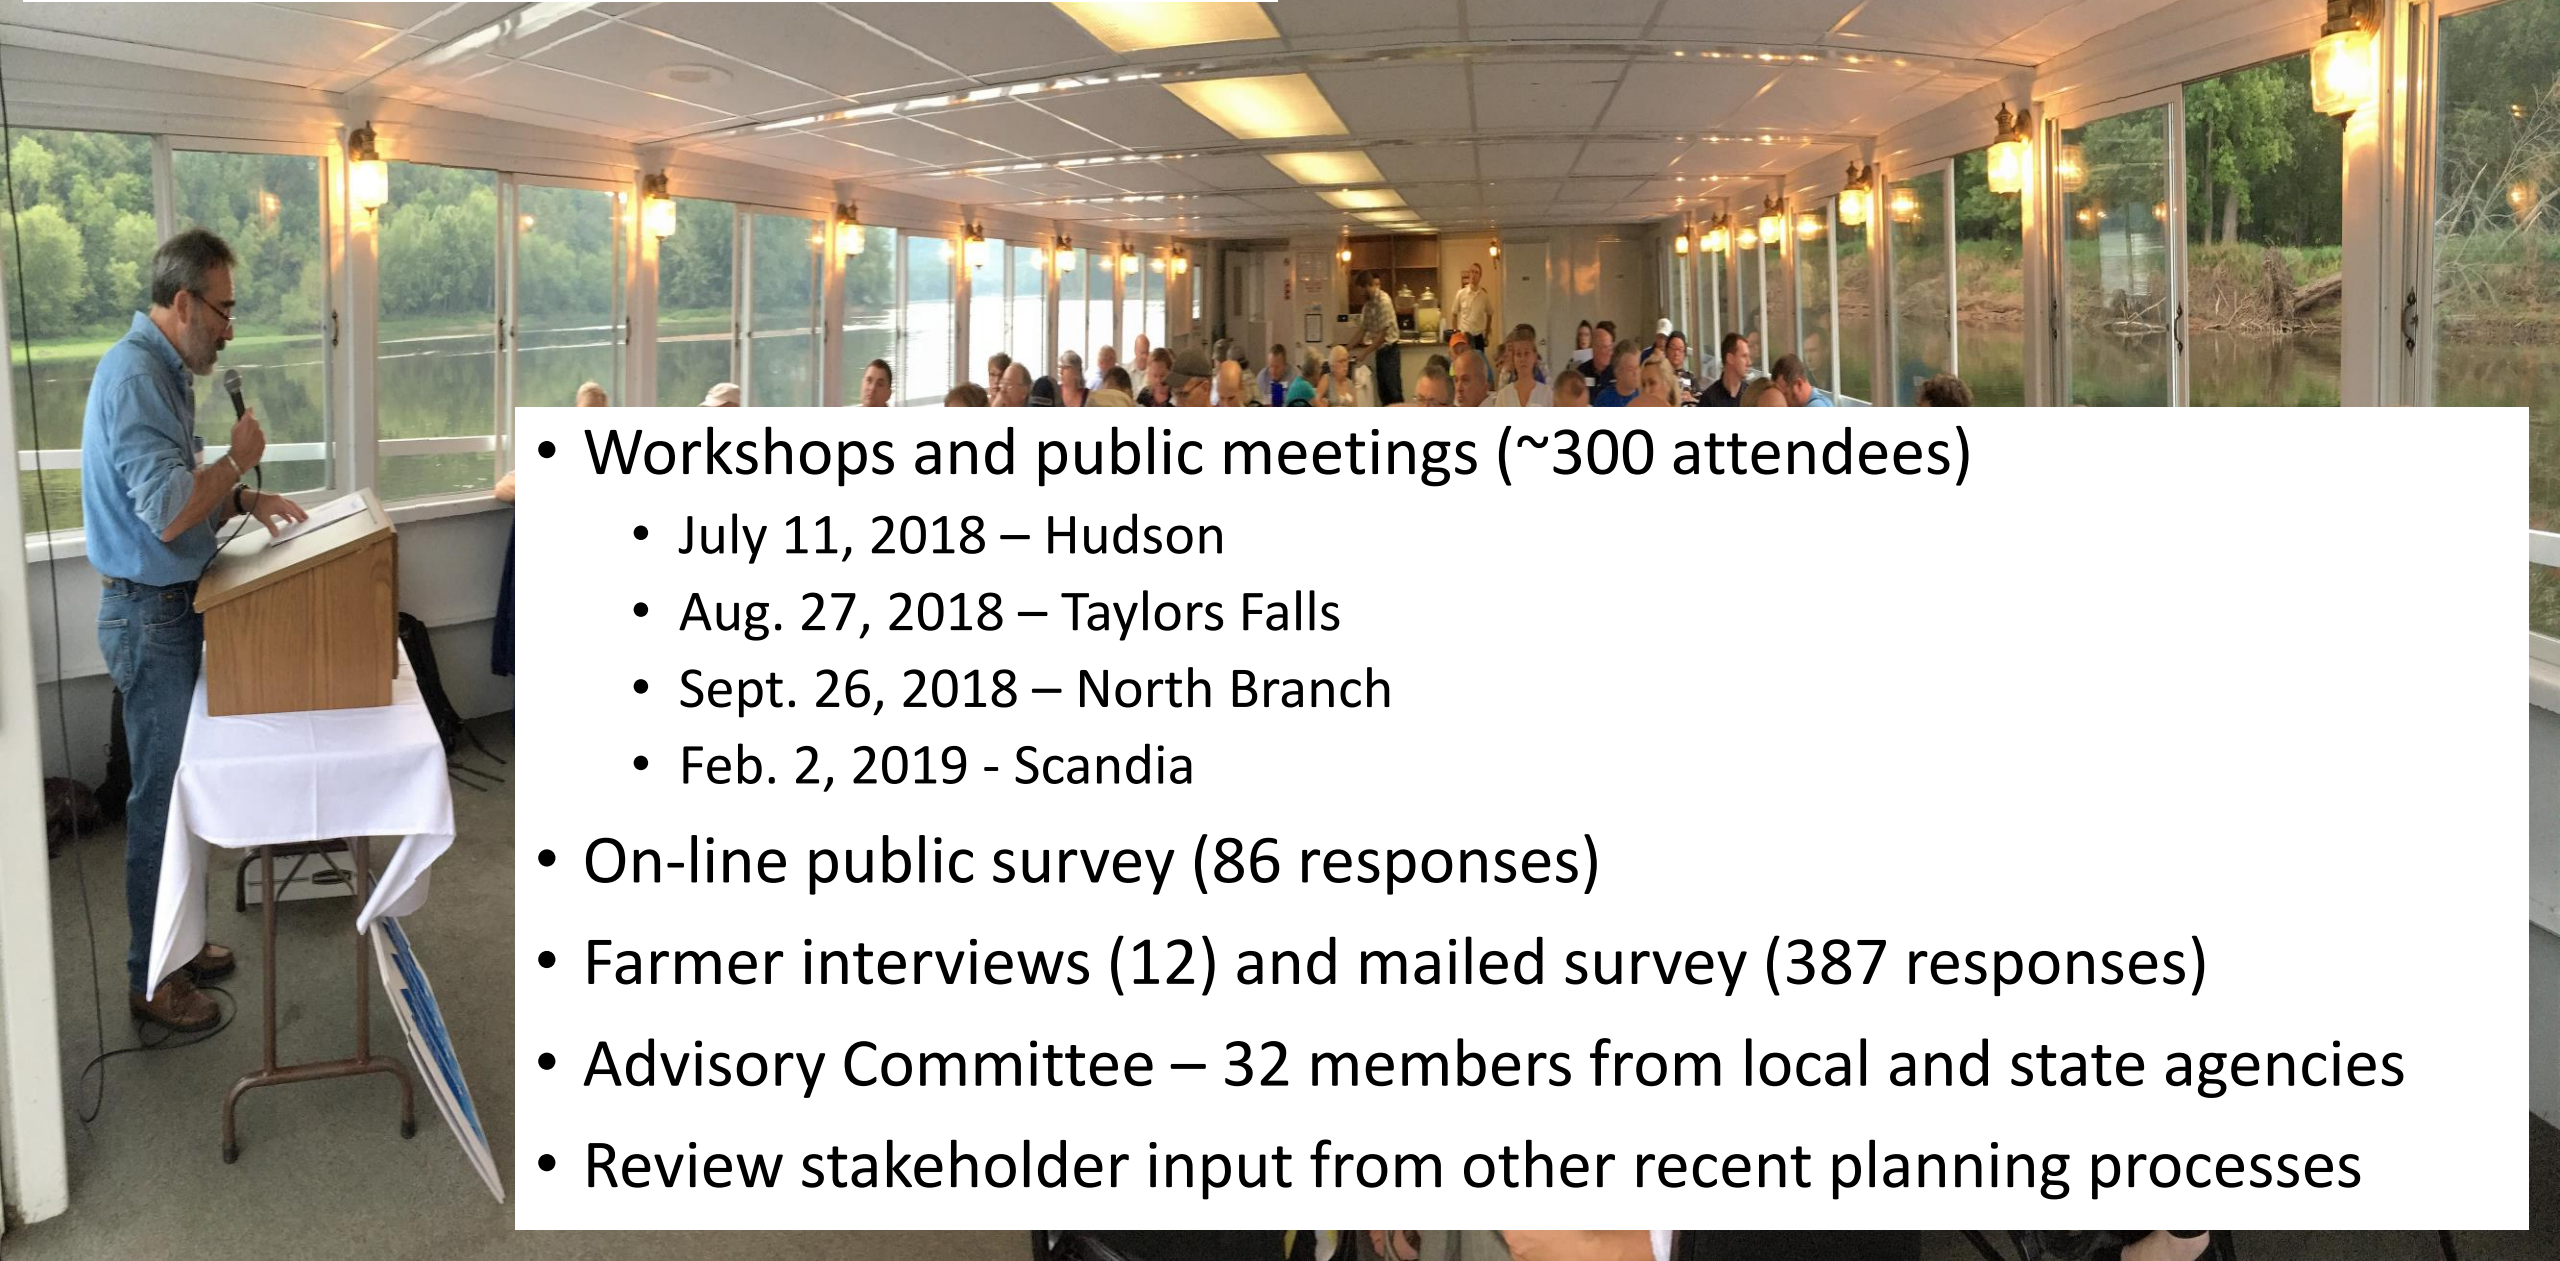 • Workshops and public meetings (~300 attendees)
• July 11, 2018 – Hudson
• Aug. 27, 2018 – Taylors Falls
• Sept. 26, 2018 – North Branch
• Feb. 2, 2019 - Scandia
• On-line public survey (86 responses)
• Farmer interviews (12) and mailed survey (387 responses)
• Advisory Committee – 32 members from local and state agencies
• Review stakeholder input from other recent planning processes